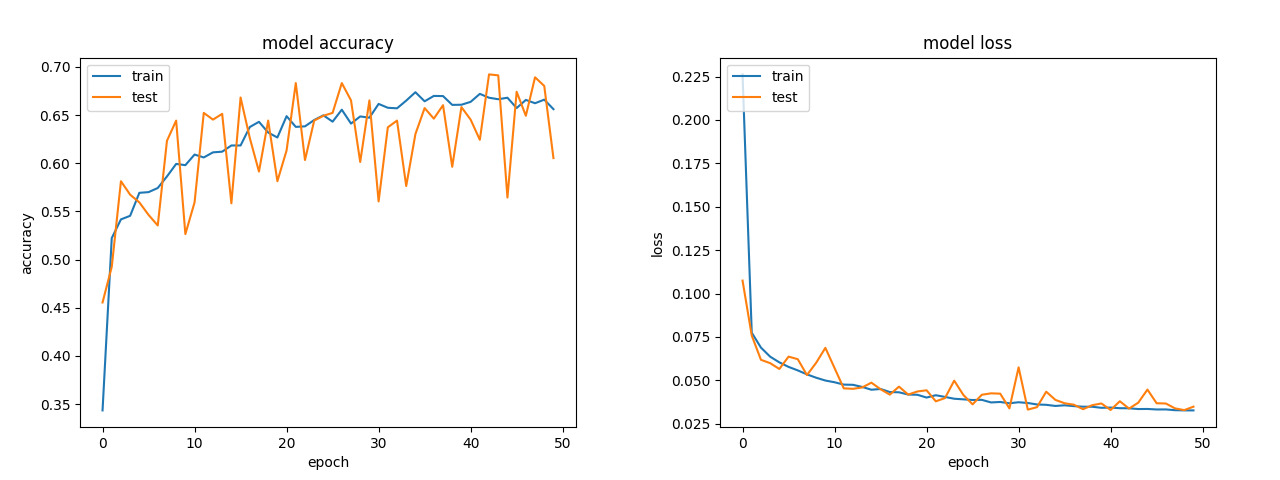 model accuracy
train
test
0.70
0.65
0.60
0.55
0.50
0.45
0.40
0.35
accuracy
0 10 20 30 40 50
epoch
model loss
train
test
0.225
0.200
0.175
0.150
0.125
0.100
0.075
0.050
0.025
loss
0 10 20 30 40 50
epoch